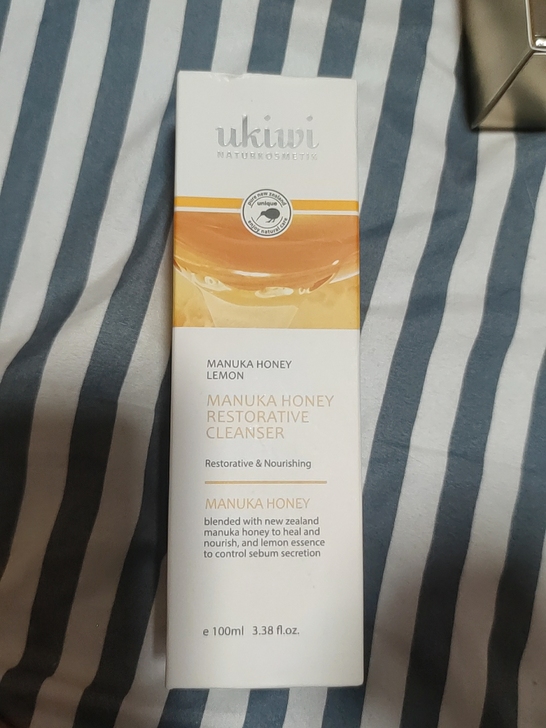 ukiwi
NATURKOSMETIK
pure new zealand
unique
enjoy natural care
MANUKA HONEY
LEMON
MANUKA HONEY
RESTORATIVE
CLEANSER
Restorative & Nourishing
MANUKA HONEY
blended with new zealand
manuka honey to heal and
nourish, and lemon essence
to control sebum secretion
e 100ml 3.38 fl.oz.